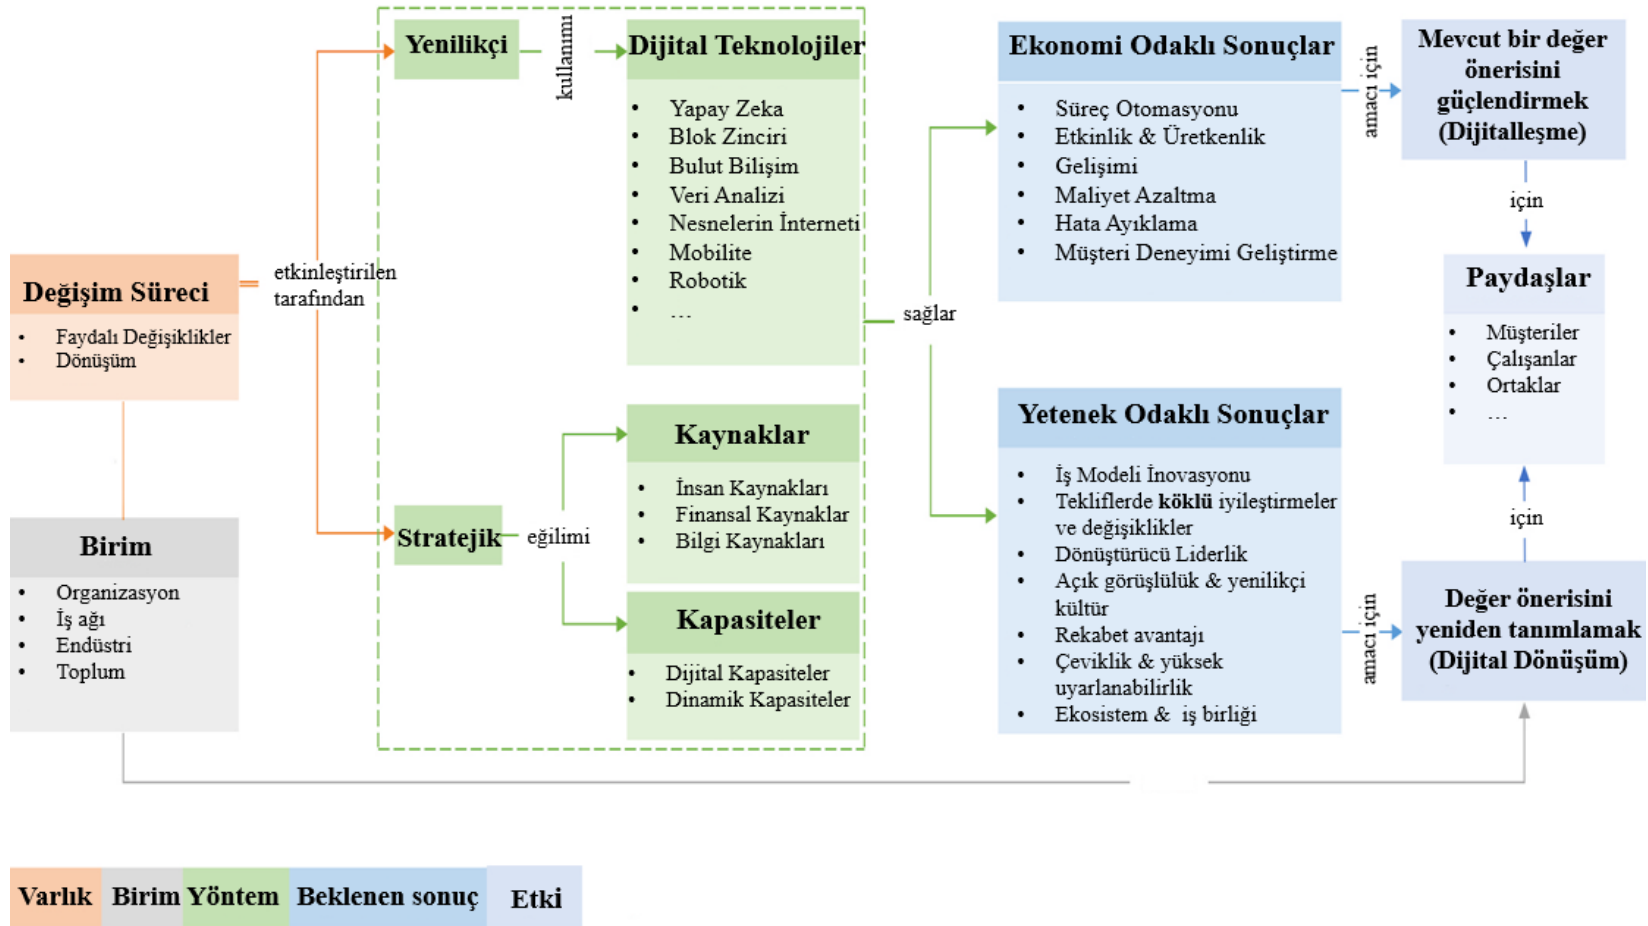 Değişim Süreci
Faydalı Değişiklikler
Dönüşüm
Birim
Organizasyon
İş ağı
Endüstri
Toplum
etkinleştirilen
tarafından
Yenilikçi
kullanımı
Dijital Teknolojiler
Yapay Zeka
Blok Zinciri
Bulut Bilişim
Veri Analizi
Nesnelerin İnterneti
Mobilite
Robotik
…
Stratejik
eğilimi
Kaynaklar
İnsan Kaynakları
Finansal Kaynaklar
Bilgi Kaynakları
Kapasiteler
Dijital Kapasiteler
Dinamik Kapasiteler
sağlar
Ekonomi Odaklı Sonuçlar
Süreç Otomasyonu
Etkinlik & Üretkenlik
Gelişimi
Maliyet Azaltma
Hata Ayıklama
Müşteri Deneyimi Geliştirme
Yetenek Odaklı Sonuçlar
İş Modeli İnovasyonu
Tekliflerde köklü iyileştirmeler
ve değişiklikler
Dönüştürücü Liderlik
Açık görüşlülük & yenilikçi
kültür
Rekabet avantajı
Çeviklik & yüksek
uyarlanabilirlik
Ekosistem & iş birliği
amacı için
Mevcut bir değer
önerisini
güçlendirmek
(Dijitalleşme)
için
Paydaşlar
Müşteriler
Çalışanlar
Ortaklar
…
için
amacı için
Değer önerisini
yeniden tanımlamak
(Dijital Dönüşüm)
Varlık
Birim
Yöntem
Beklenen sonuç
Etki